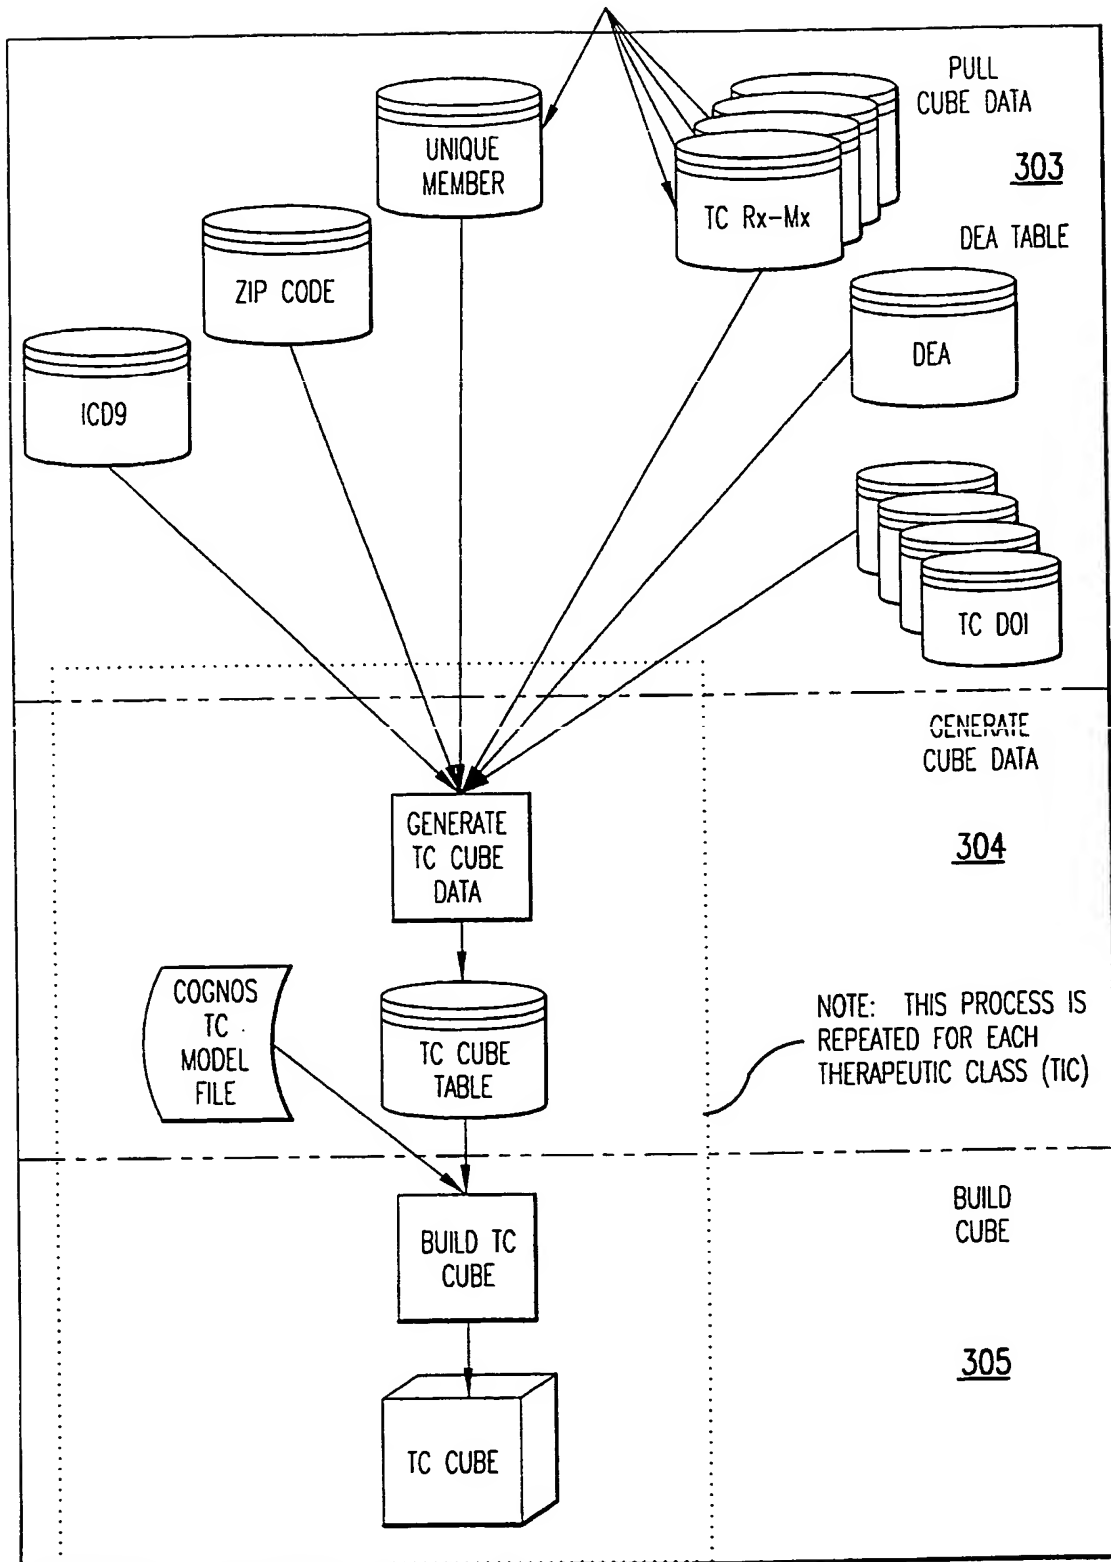 PULL
CUBE DATA
303
UNIQUE
MEMBER
TC Rx-Mx
DEA TABLE
ZIP CODE
DEA
ICD9
TC DOI
GENERATE
CUBE DATA
304
GENERATE
TC CUBE
DATA
COGNOS
TC
MODEL
FILE
TC CUBE
TABLE
NOTE: THIS PROCESS IS
REPEATED FOR EACH
THERAPEUTIC CLASS (TIC)
BUILD
CUBE
305
BUILD TC
CUBE
TC CUBE